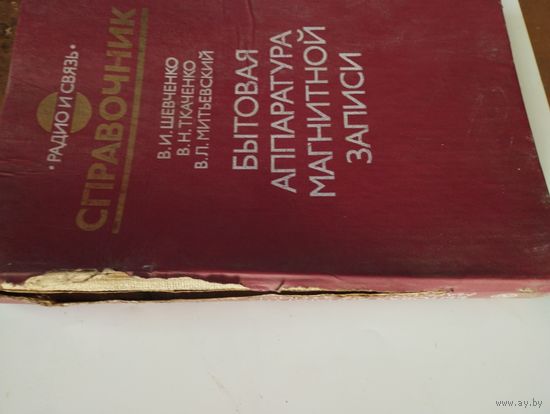 • РАДИО И СВЯЗЬ •
СПРАВОЧНИК
В.И.ШЕВЧЕНКО
В.Н.ТКАЧЕНКО
В.Л.МИТЬЕВСКИЙ
БЫТОВАЯ
АППАРАТУРА
МАГНИТНОЙ
ЗАПИСИ
www.ay.by